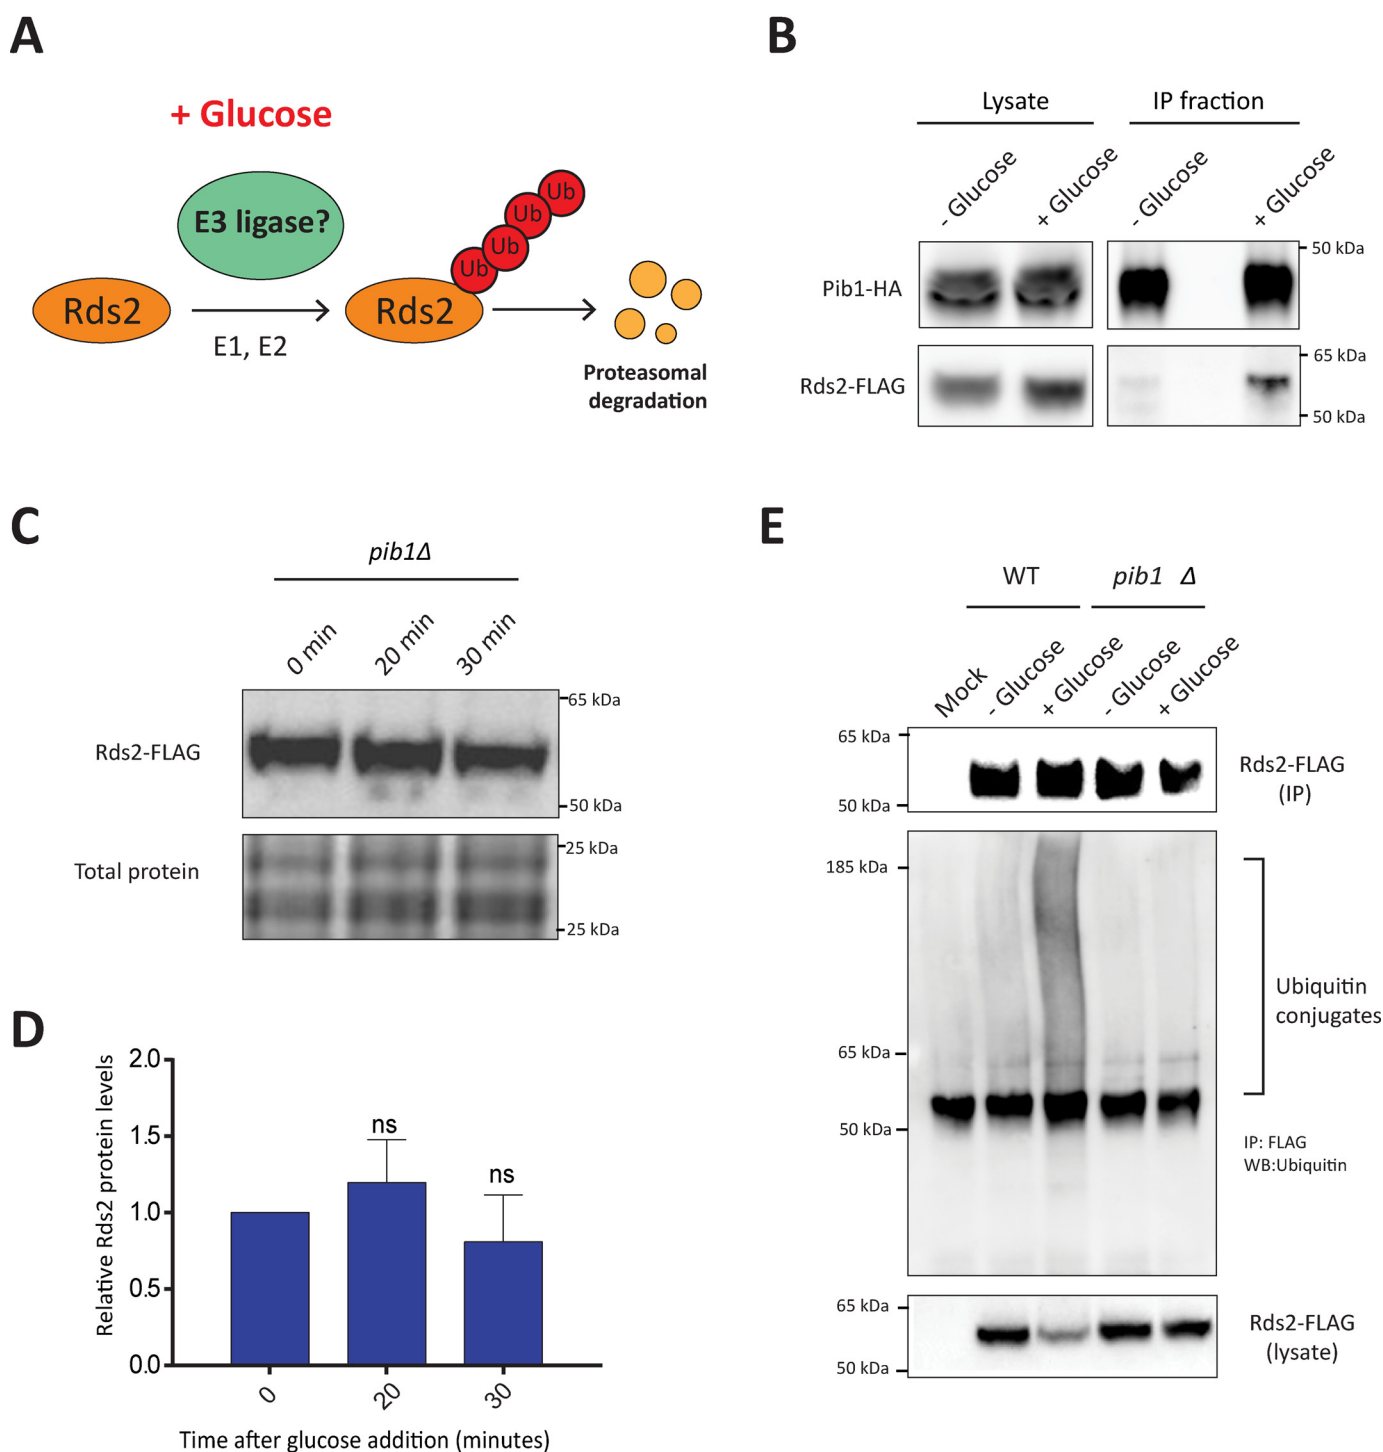 A
+ Glucose
E3 ligase?
Rds2
E1, E2
Rds2
Ub
Ub
Ub
Ub
Proteasomal
degradation
B
Lysate
IP fraction
- Glucose
+ Glucose
- Glucose
+ Glucose
Pib1-HA
50 kDa
Rds2-FLAG
65 kDa
50 kDa
C
pib1Δ
0 min
20 min
30 min
Rds2-FLAG
65 kDa
50 kDa
Total protein
25 kDa
25 kDa
D
Relative Rds2 protein levels
2.0
1.5
1.0
0.5
0.0
ns
ns
0
20
30
Time after glucose addition (minutes)
E
WT
pib1 Δ
Mock
- Glucose
+ Glucose
- Glucose
+ Glucose
65 kDa
50 kDa
Rds2-FLAG
(IP)
185 kDa
65 kDa
50 kDa
Ubiquitin
conjugates
IP: FLAG
WB:Ubiquitin
65 kDa
50 kDa
Rds2-FLAG
(lysate)